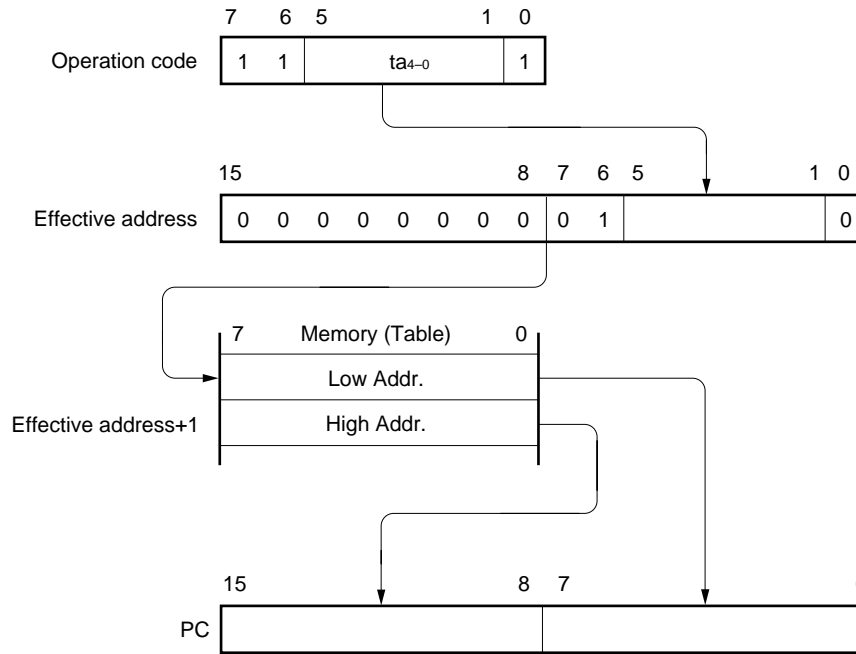 7 6 5 1 0
Operation code 1 1 ta4–0 1
15 8 7 6 5 1 0
Effective address 0 0 0 0 0 0 0 0 0 1 0
7 Memory (Table) 0
Low Addr.
Effective address+1 High Addr.
15 8 7
PC